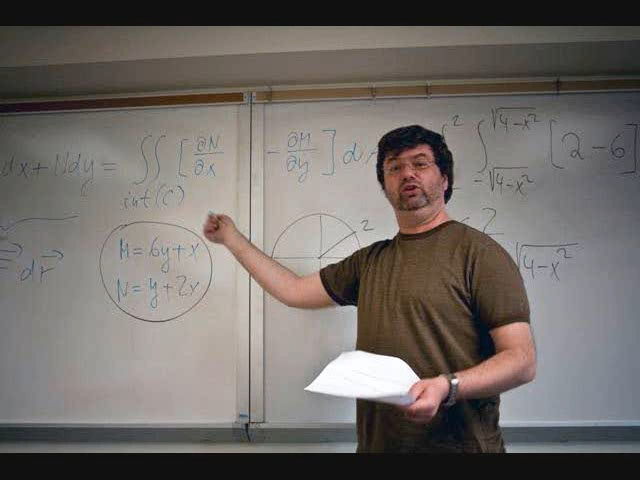 dx+Ndy = ∬ [∂N/∂x - ∂M/∂y] dA
int(C)
dr
M = 6y+x
N = y+2x
2
2 ∫ √(4-x²) -√(4-x²) [2-6]
2
√(4-x²)